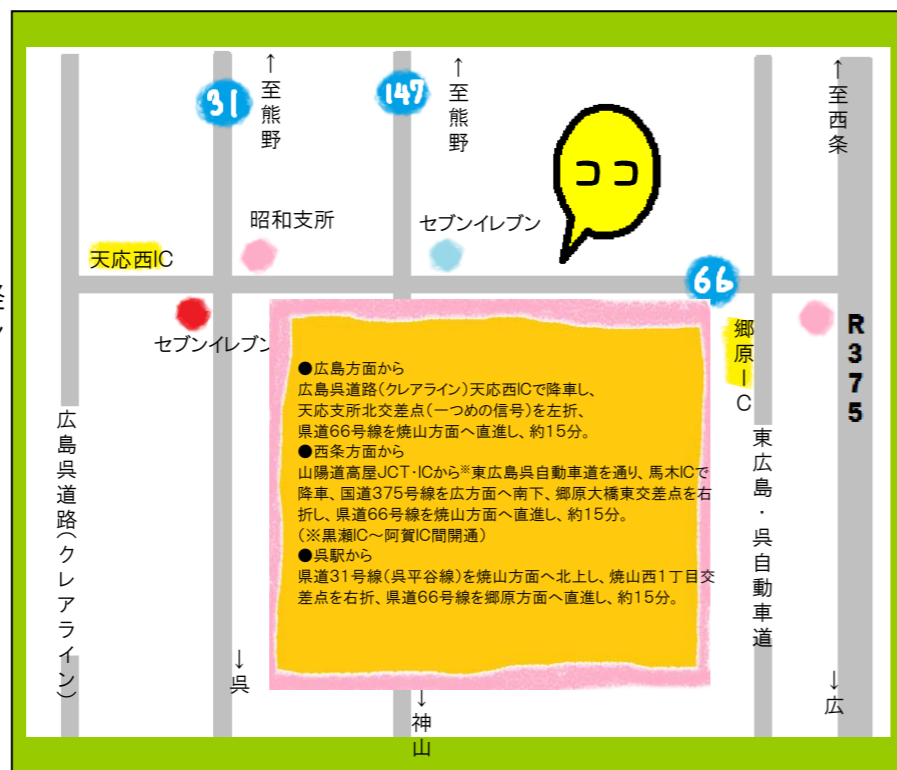 31
↑至熊野
147
↑至熊野
ココ
↑至西条
昭和支所
セブンイレブン
天応西IC
66
セブンイレブン
郷原IC
R375
●広島方面から
広島呉道路(クレアライン)天応西ICで降車し、
天応支所北交差点(一つめの信号)を左折、
県道66号線を焼山方面へ直進し、約15分。
●西条方面から
山陽道高屋JCT・ICから※東広島呉自動車道を通り、馬木ICで
降車、国道375号線を広方面へ南下、郷原大橋東交差点を右
折し、県道66号線を焼山方面へ直進し、約15分。
(※黒瀬IC～阿賀IC間開通)
●呉駅から
県道31号線(呉平谷線)を焼山方面へ北上し、焼山西1丁目交
差点を右折、県道66号線を郷原方面へ直進し、約15分。
広島呉道路(クレアライン)
東広島・呉自動車道
↓呉
↓神山
↓広